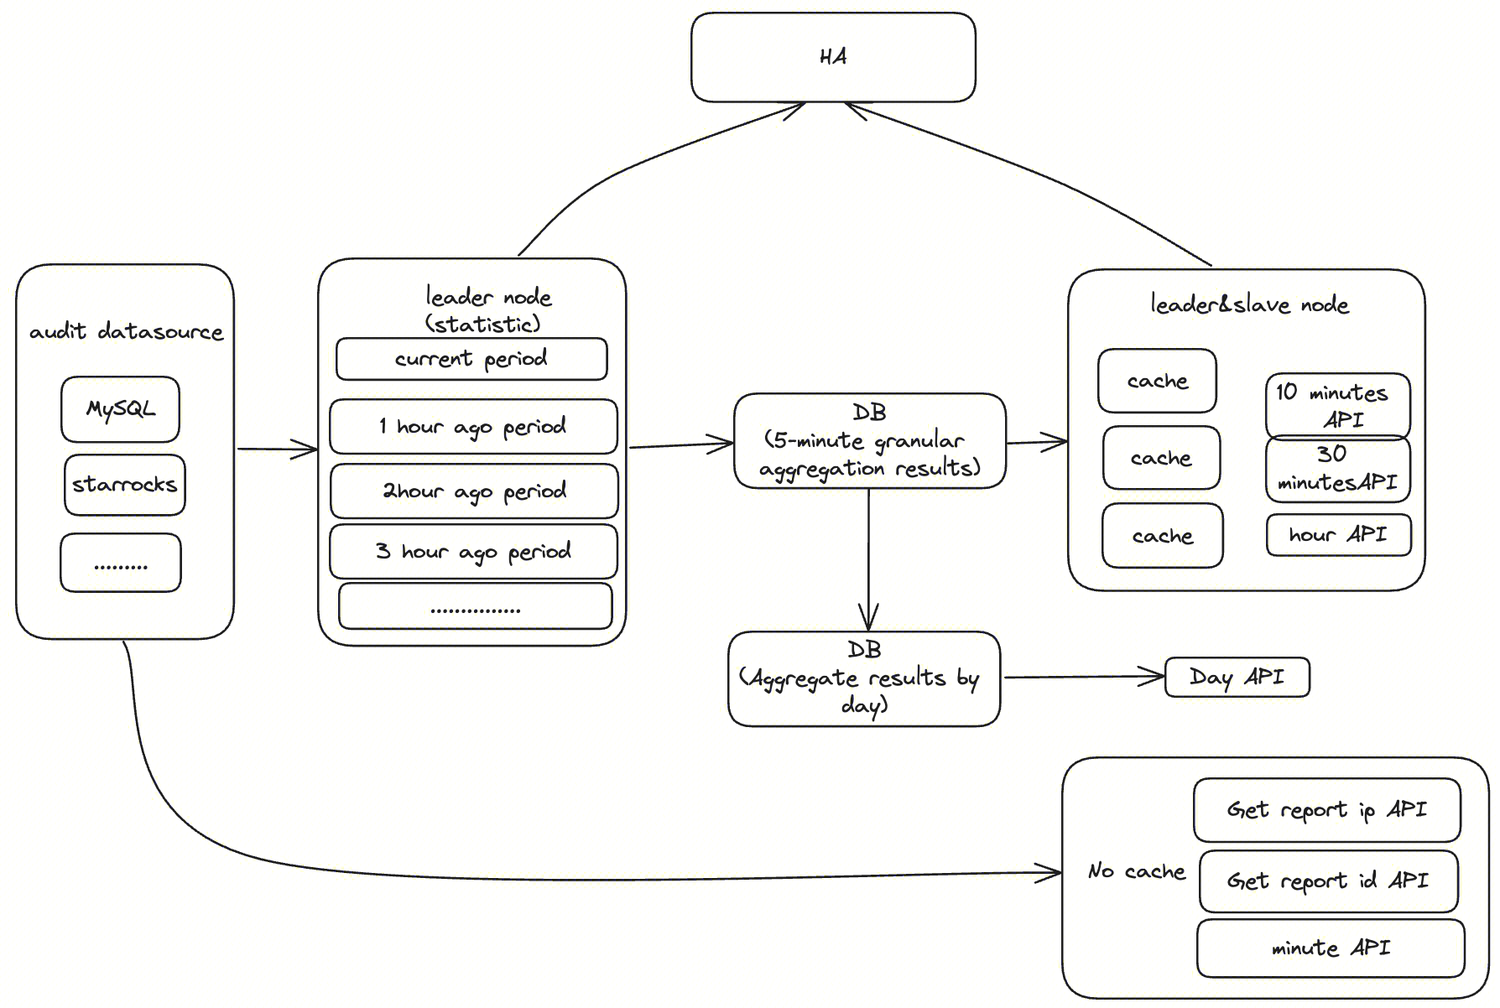 HA
audit datasource
MySQL
starrocks
.........
leader node
(statistic)
current period
1 hour ago period
2hour ago period
3 hour ago period
...............
DB
(5-minute granular
aggregation results)
leader&slave node
cache
cache
cache
10 minutes
API
30
minutesAPI
hour API
DB
(Aggregate results by
day)
Day API
No cache
Get report ip API
Get report id API
minute API